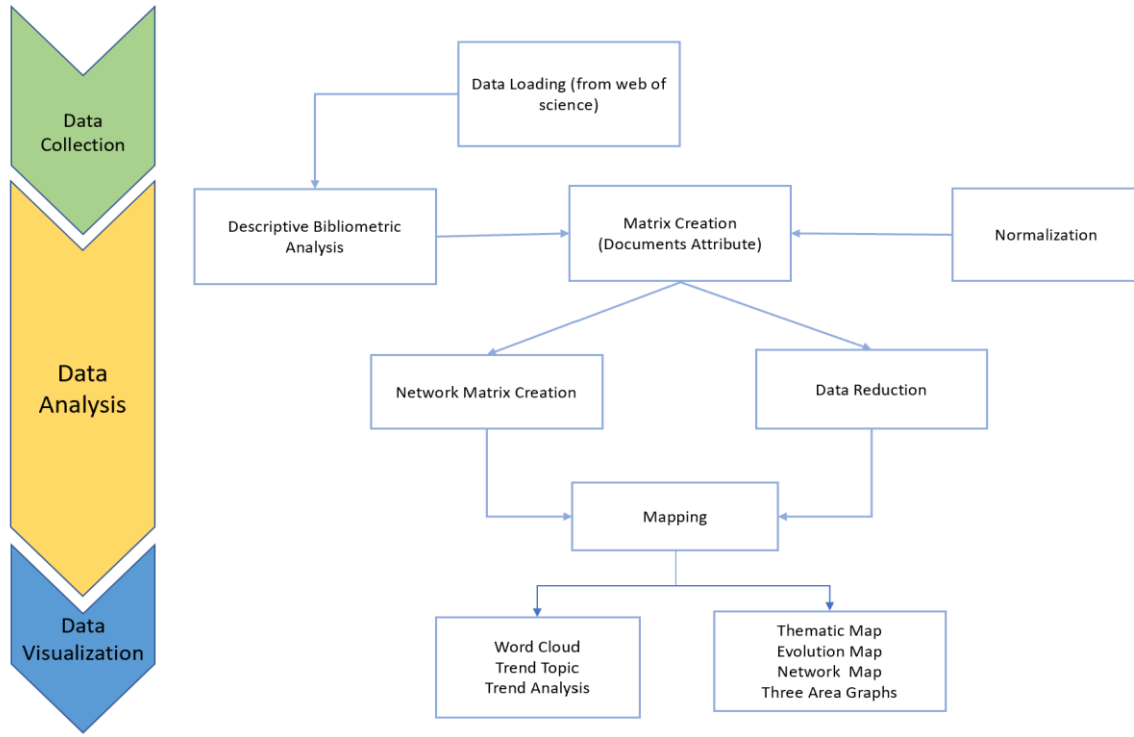 Data
Collection
Data Loading (from web of
science)
Descriptive Bibliometric
Analysis
Matrix Creation
(Documents Attribute)
Normalization
Data
Analysis
Network Matrix Creation
Data Reduction
Mapping
Data
Visualization
Word Cloud
Trend Topic
Trend Analysis
Thematic Map
Evolution Map
Network Map
Three Area Graphs